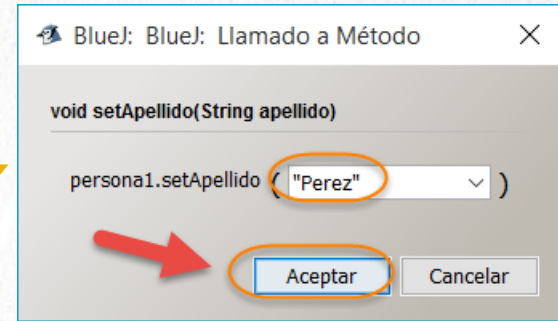 BlueJ: BlueJ: Llamado a Método
void setApellido(String apellido)
persona1.setApellido ( "Perez" )
Aceptar Cancelar